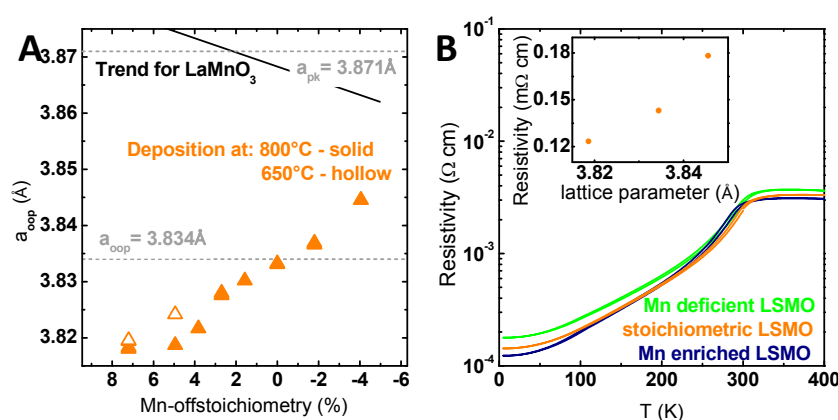 A
3.87
3.86
3.85
3.84
3.83
3.82
a_oop (Å)
Trend for LaMnO₃
a_pk = 3.871Å
Deposition at: 800°C - solid
650°C - hollow
a_oop = 3.834Å
8 6 4 2 0 -2 -4 -6
Mn-offstoichiometry (%)
B
10⁻¹
10⁻²
10⁻³
10⁻⁴
Resistivity (Ω cm)
0.18
0.15
0.12
Resistivity (mΩ cm)
3.82 3.84
lattice parameter (Å)
Mn deficient LSMO
stoichiometric LSMO
Mn enriched LSMO
0 100 200 300 400
T (K)